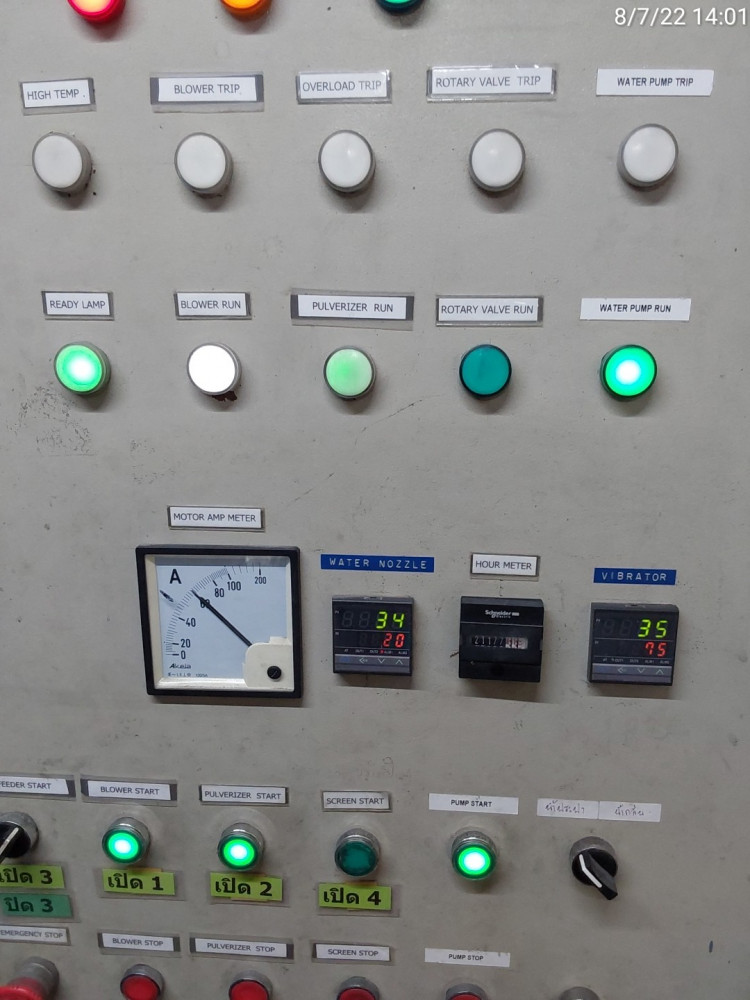 8/7/22 14:01
HIGH TEMP .
BLOWER TRIP.
OVERLOAD TRIP
ROTARY VALVE TRIP
WATER PUMP TRIP
READY LAMP
BLOWER RUN
PULVERIZER RUN
ROTARY VALVE RUN
WATER PUMP RUN
MOTOR AMP METER
WATER NOZZLE
HOUR METER
VIBRATOR
A
0
20
40
60
80
100
200
34
20
Schneider
35
75
FEEDER START
BLOWER START
PULVERIZER START
SCREEN START
PUMP START
เปิด 3
เปิด 1
เปิด 2
เปิด 4
เปิด 3
EMERGENCY STOP
BLOWER STOP
PULVERIZER STOP
SCREEN STOP
PUMP STOP